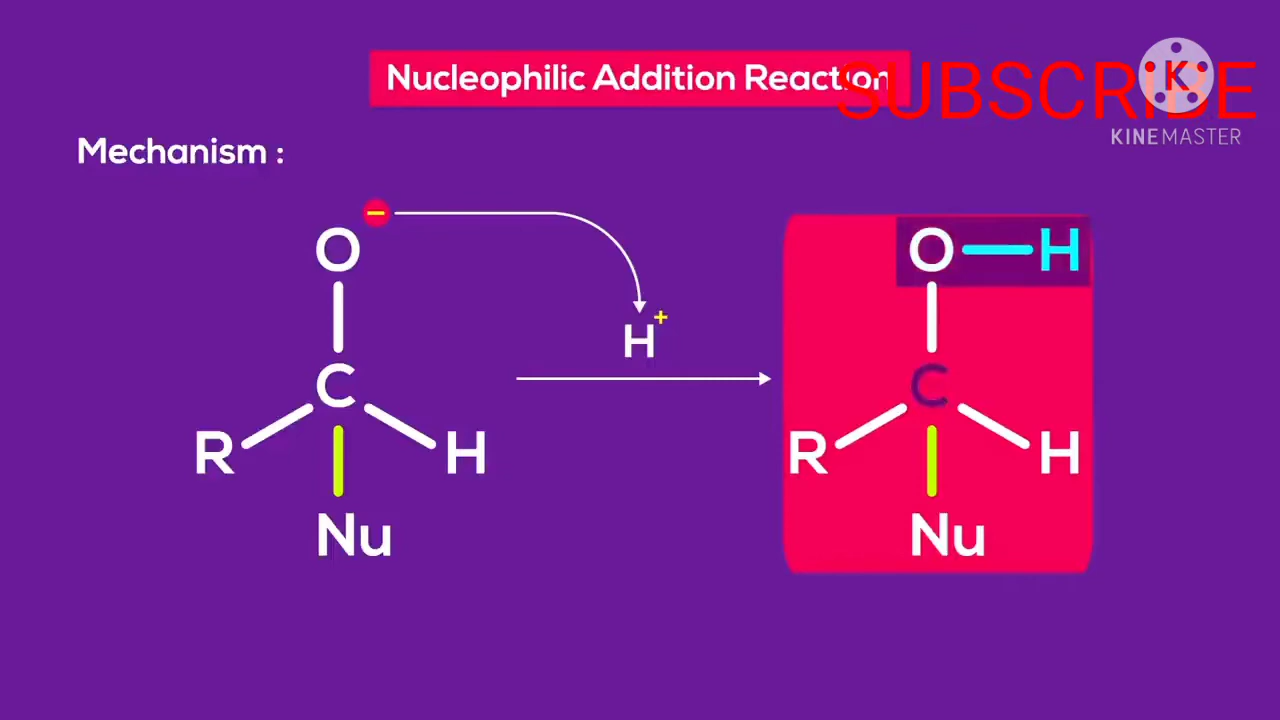 Nucleophilic Addition Reaction
SUBSCRIBE
K
KINEMASTER
Mechanism :
O −
O H
H +
C
C
R H
R H
Nu
Nu